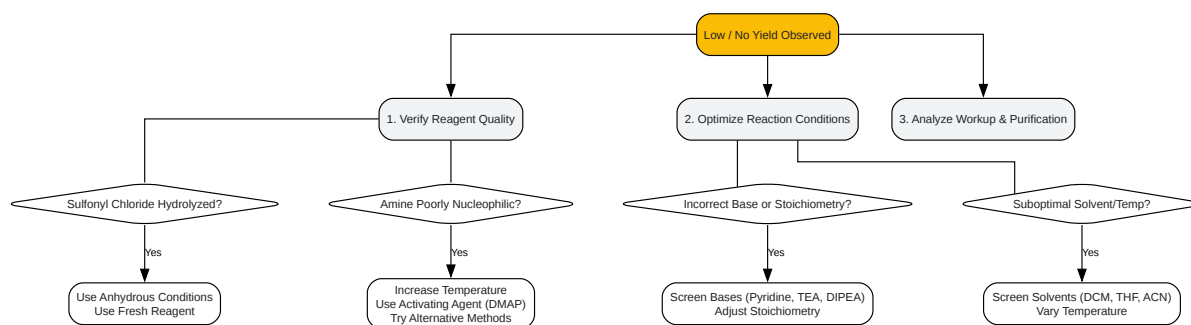 Low / No Yield Observed
1. Verify Reagent Quality
2. Optimize Reaction Conditions
3. Analyze Workup & Purification
Sulfonyl Chloride Hydrolyzed?
Amine Poorly Nucleophilic?
Incorrect Base or Stoichiometry?
Suboptimal Solvent/Temp?
Yes
Yes
Yes
Yes
Use Anhydrous Conditions
Use Fresh Reagent
Increase Temperature
Use Activating Agent (DMAP)
Try Alternative Methods
Screen Bases (Pyridine, TEA, DIPEA)
Adjust Stoichiometry
Screen Solvents (DCM, THF, ACN)
Vary Temperature